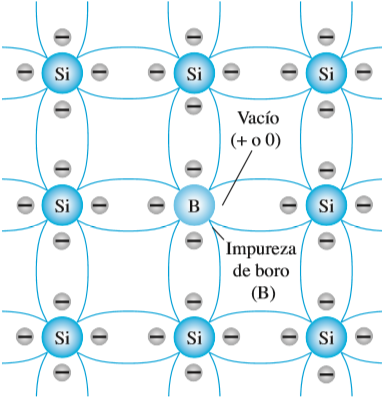 Si Si Si
Vacío
(+ o 0)
Si B Si
Impureza
de boro
(B)
Si Si Si